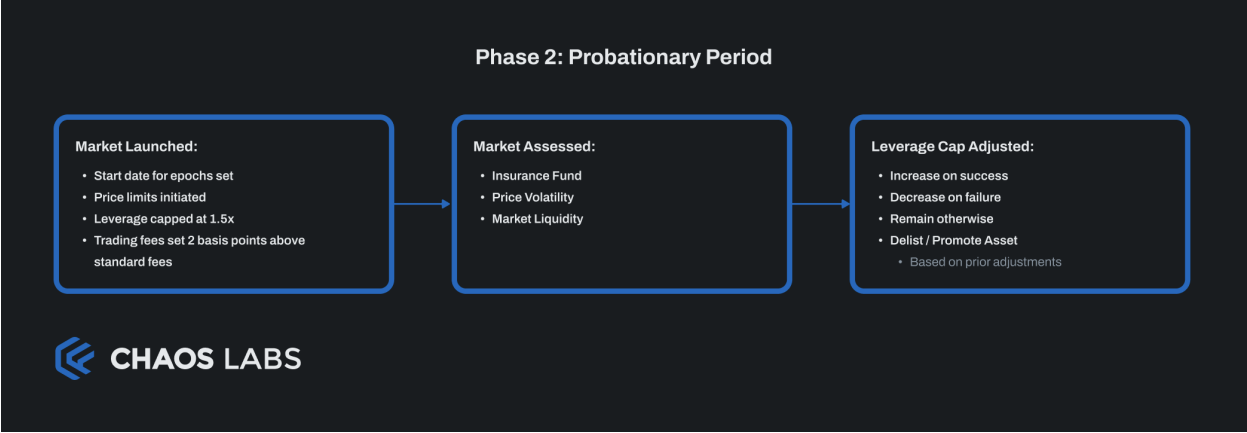 Phase 2: Probationary Period
Market Launched:
• Start date for epochs set
• Price limits initiated
• Leverage capped at 1.5x
• Trading fees set 2 basis points above
standard fees
Market Assessed:
• Insurance Fund
• Price Volatility
• Market Liquidity
Leverage Cap Adjusted:
• Increase on success
• Decrease on failure
• Remain otherwise
• Delist / Promote Asset
• Based on prior adjustments
CHAOS LABS